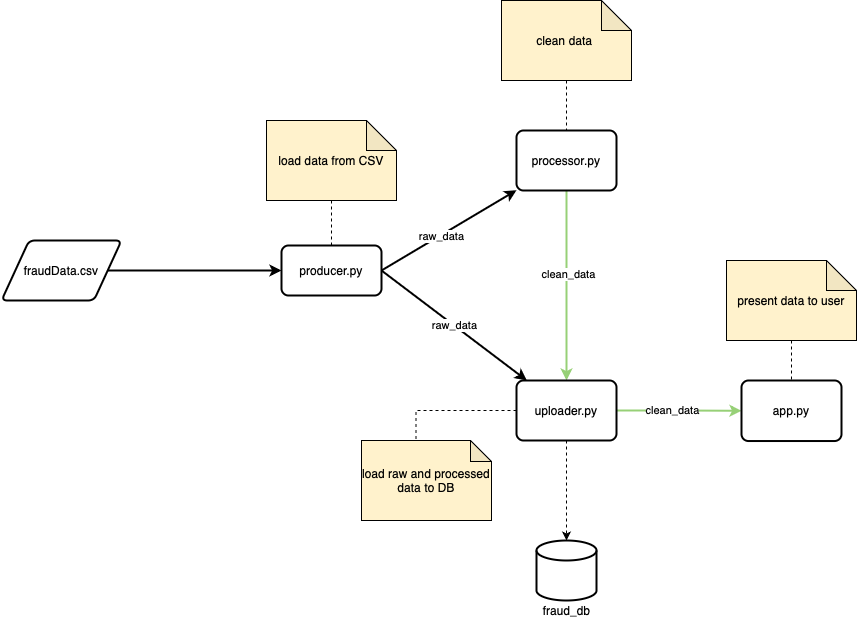 clean data
processor.py
load data from CSV
raw_data
fraudData.csv
producer.py
clean_data
raw_data
present data to user
uploader.py
clean_data
app.py
load raw and processed
data to DB
fraud_db